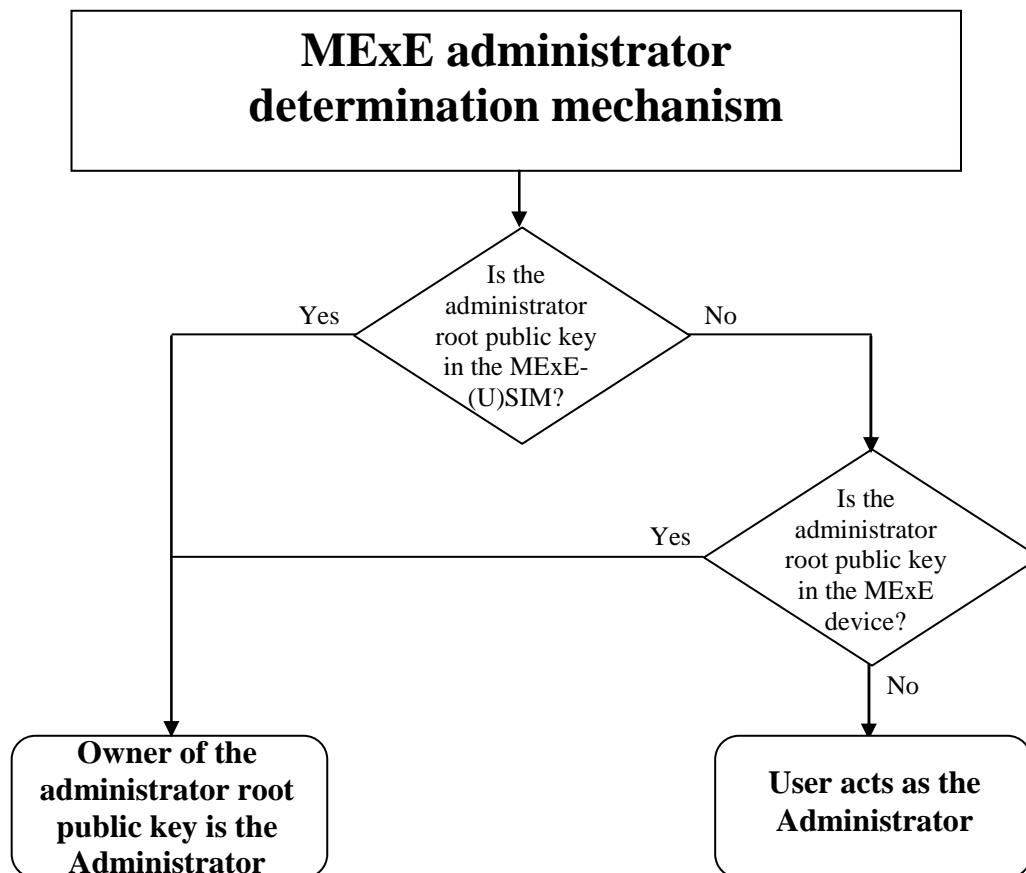 MExE administrator
determination mechanism
Is the
administrator
root public key
in the MExE-
(U)SIM?
Yes
No
Is the
administrator
root public key
in the MExE
device?
Yes
No
Owner of the
administrator root
public key is the
Administrator
User acts as the
Administrator